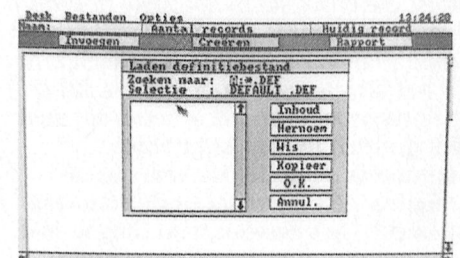 Desk Bestanden Opties 13:24:20
Naam: Aantal records Huidig record
Invoegen Creëren Rapport
Laden definitiebestand
Zoeken naar: A:*.DEF
Selectie : DEFAULT .DEF
Inhoud
Hernoem
Wis
Kopieer
O.K.
Annul.